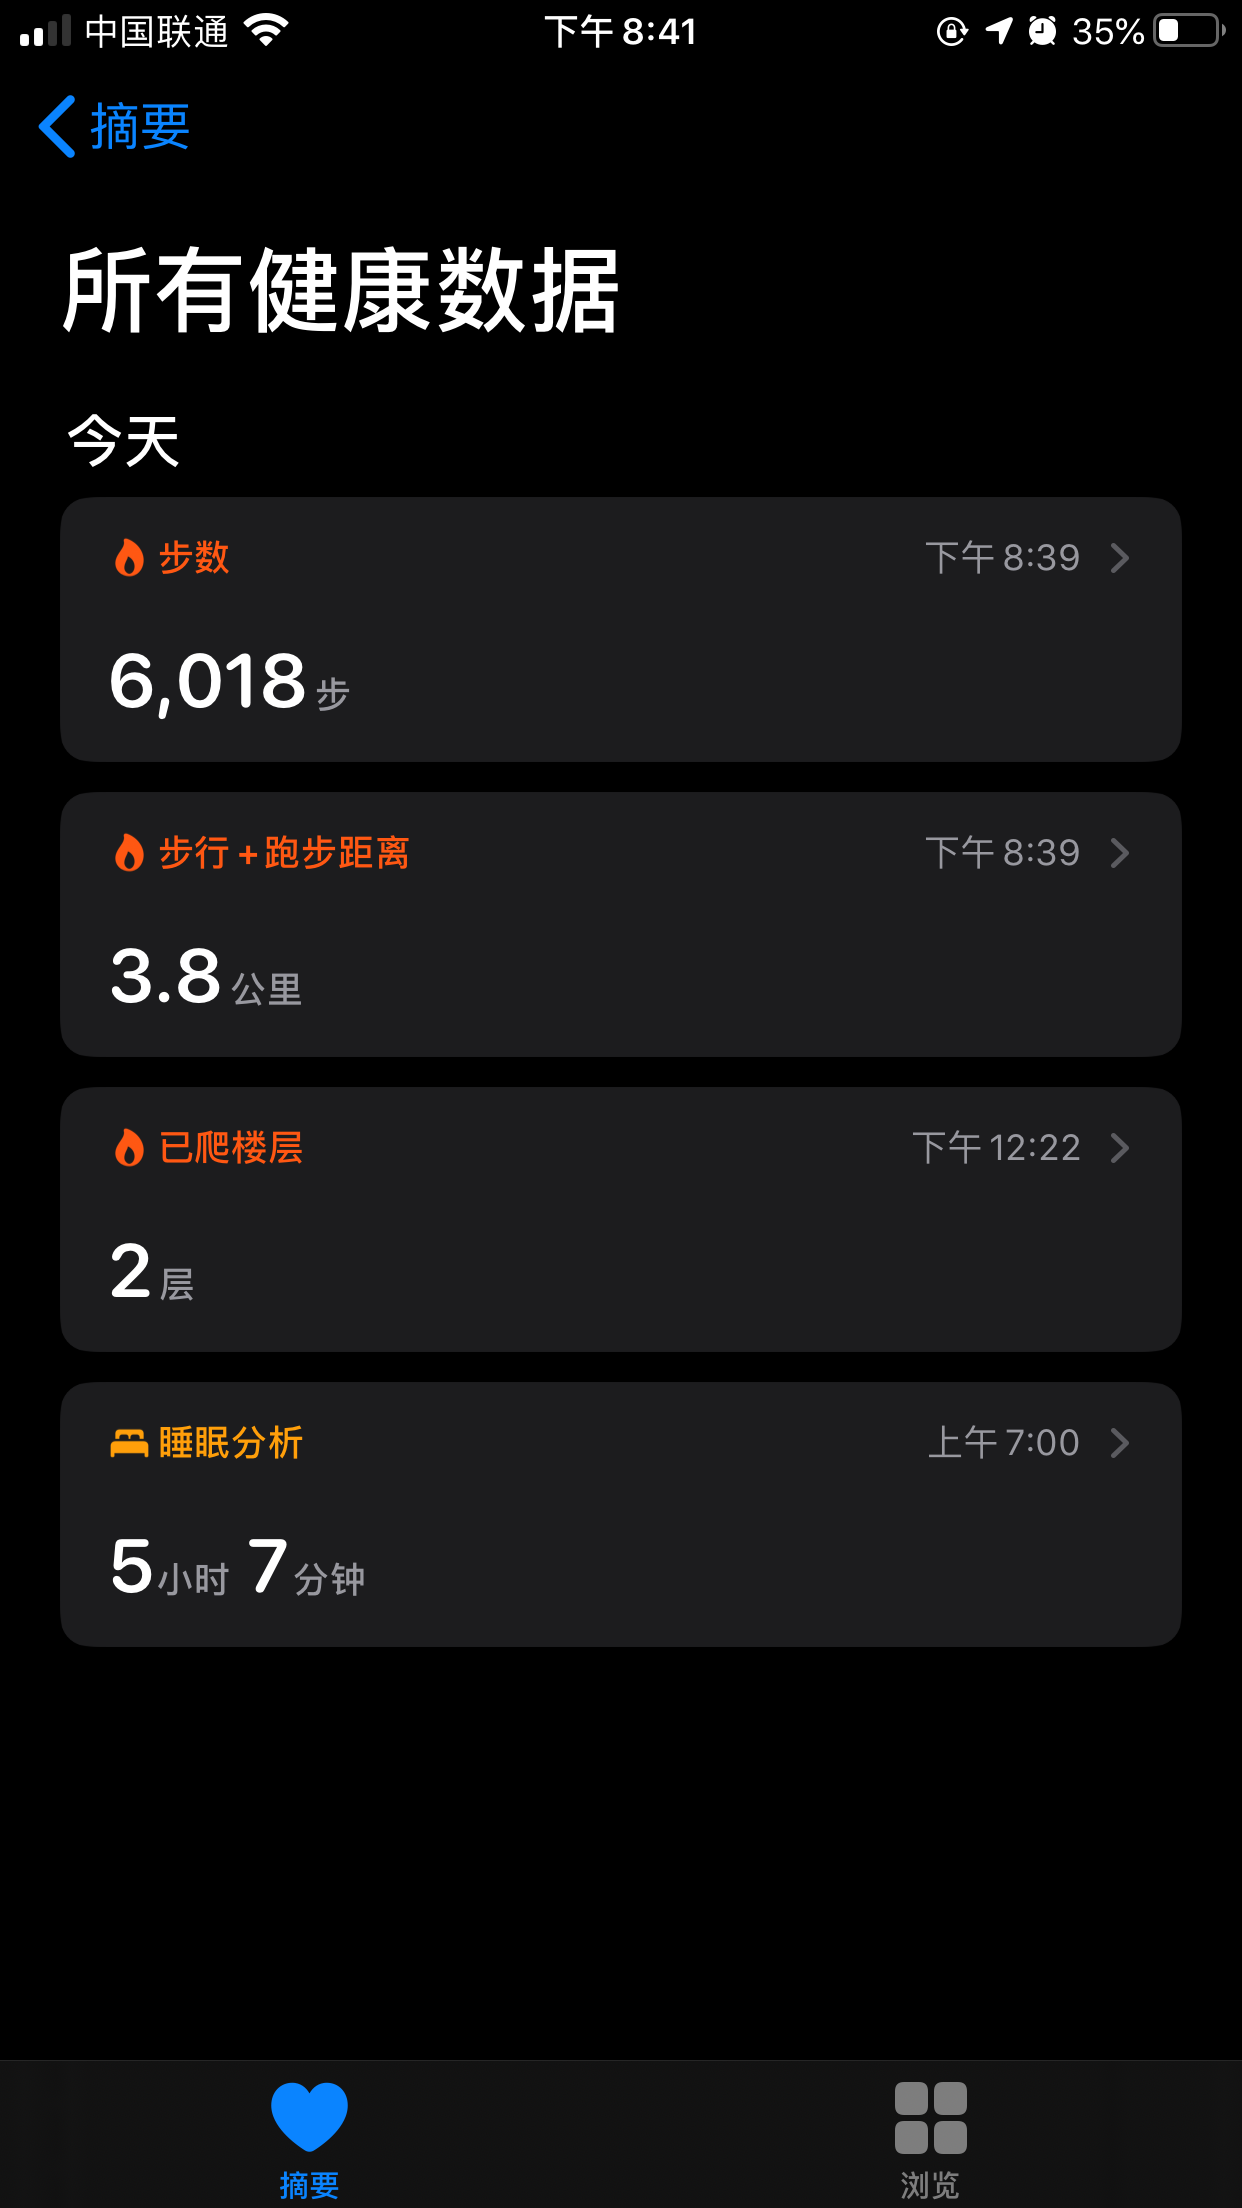 中国联通 下午 8:41 35%
摘要
所有健康数据
今天
步数 下午 8:39
6,018 步
步行 + 跑步距离 下午 8:39
3.8 公里
已爬楼层 下午 12:22
2 层
睡眠分析 上午 7:00
5小时 7分钟
摘要 浏览